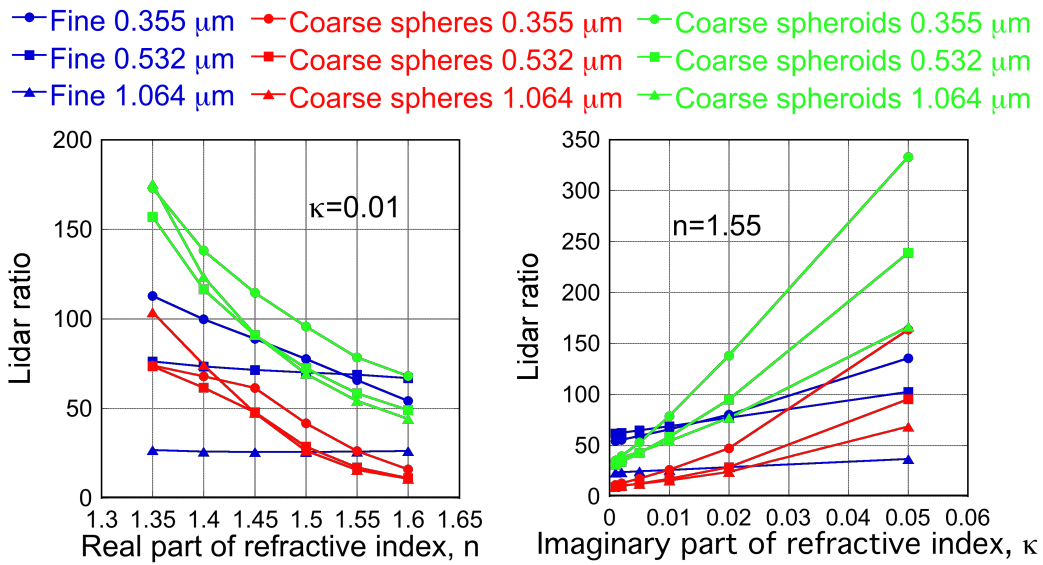 Fine 0.355 μm Coarse spheres 0.355 μm Coarse spheroids 0.355 μm
Fine 0.532 μm Coarse spheres 0.532 μm Coarse spheroids 0.532 μm
Fine 1.064 μm Coarse spheres 1.064 μm Coarse spheroids 1.064 μm
200
150
100
50
0
Lidar ratio
κ=0.01
1.3 1.35 1.4 1.45 1.5 1.55 1.6 1.65
Real part of refractive index, n
350
300
250
200
150
100
50
0
Lidar ratio
n=1.55
0 0.01 0.02 0.03 0.04 0.05 0.06
Imaginary part of refractive index, κ